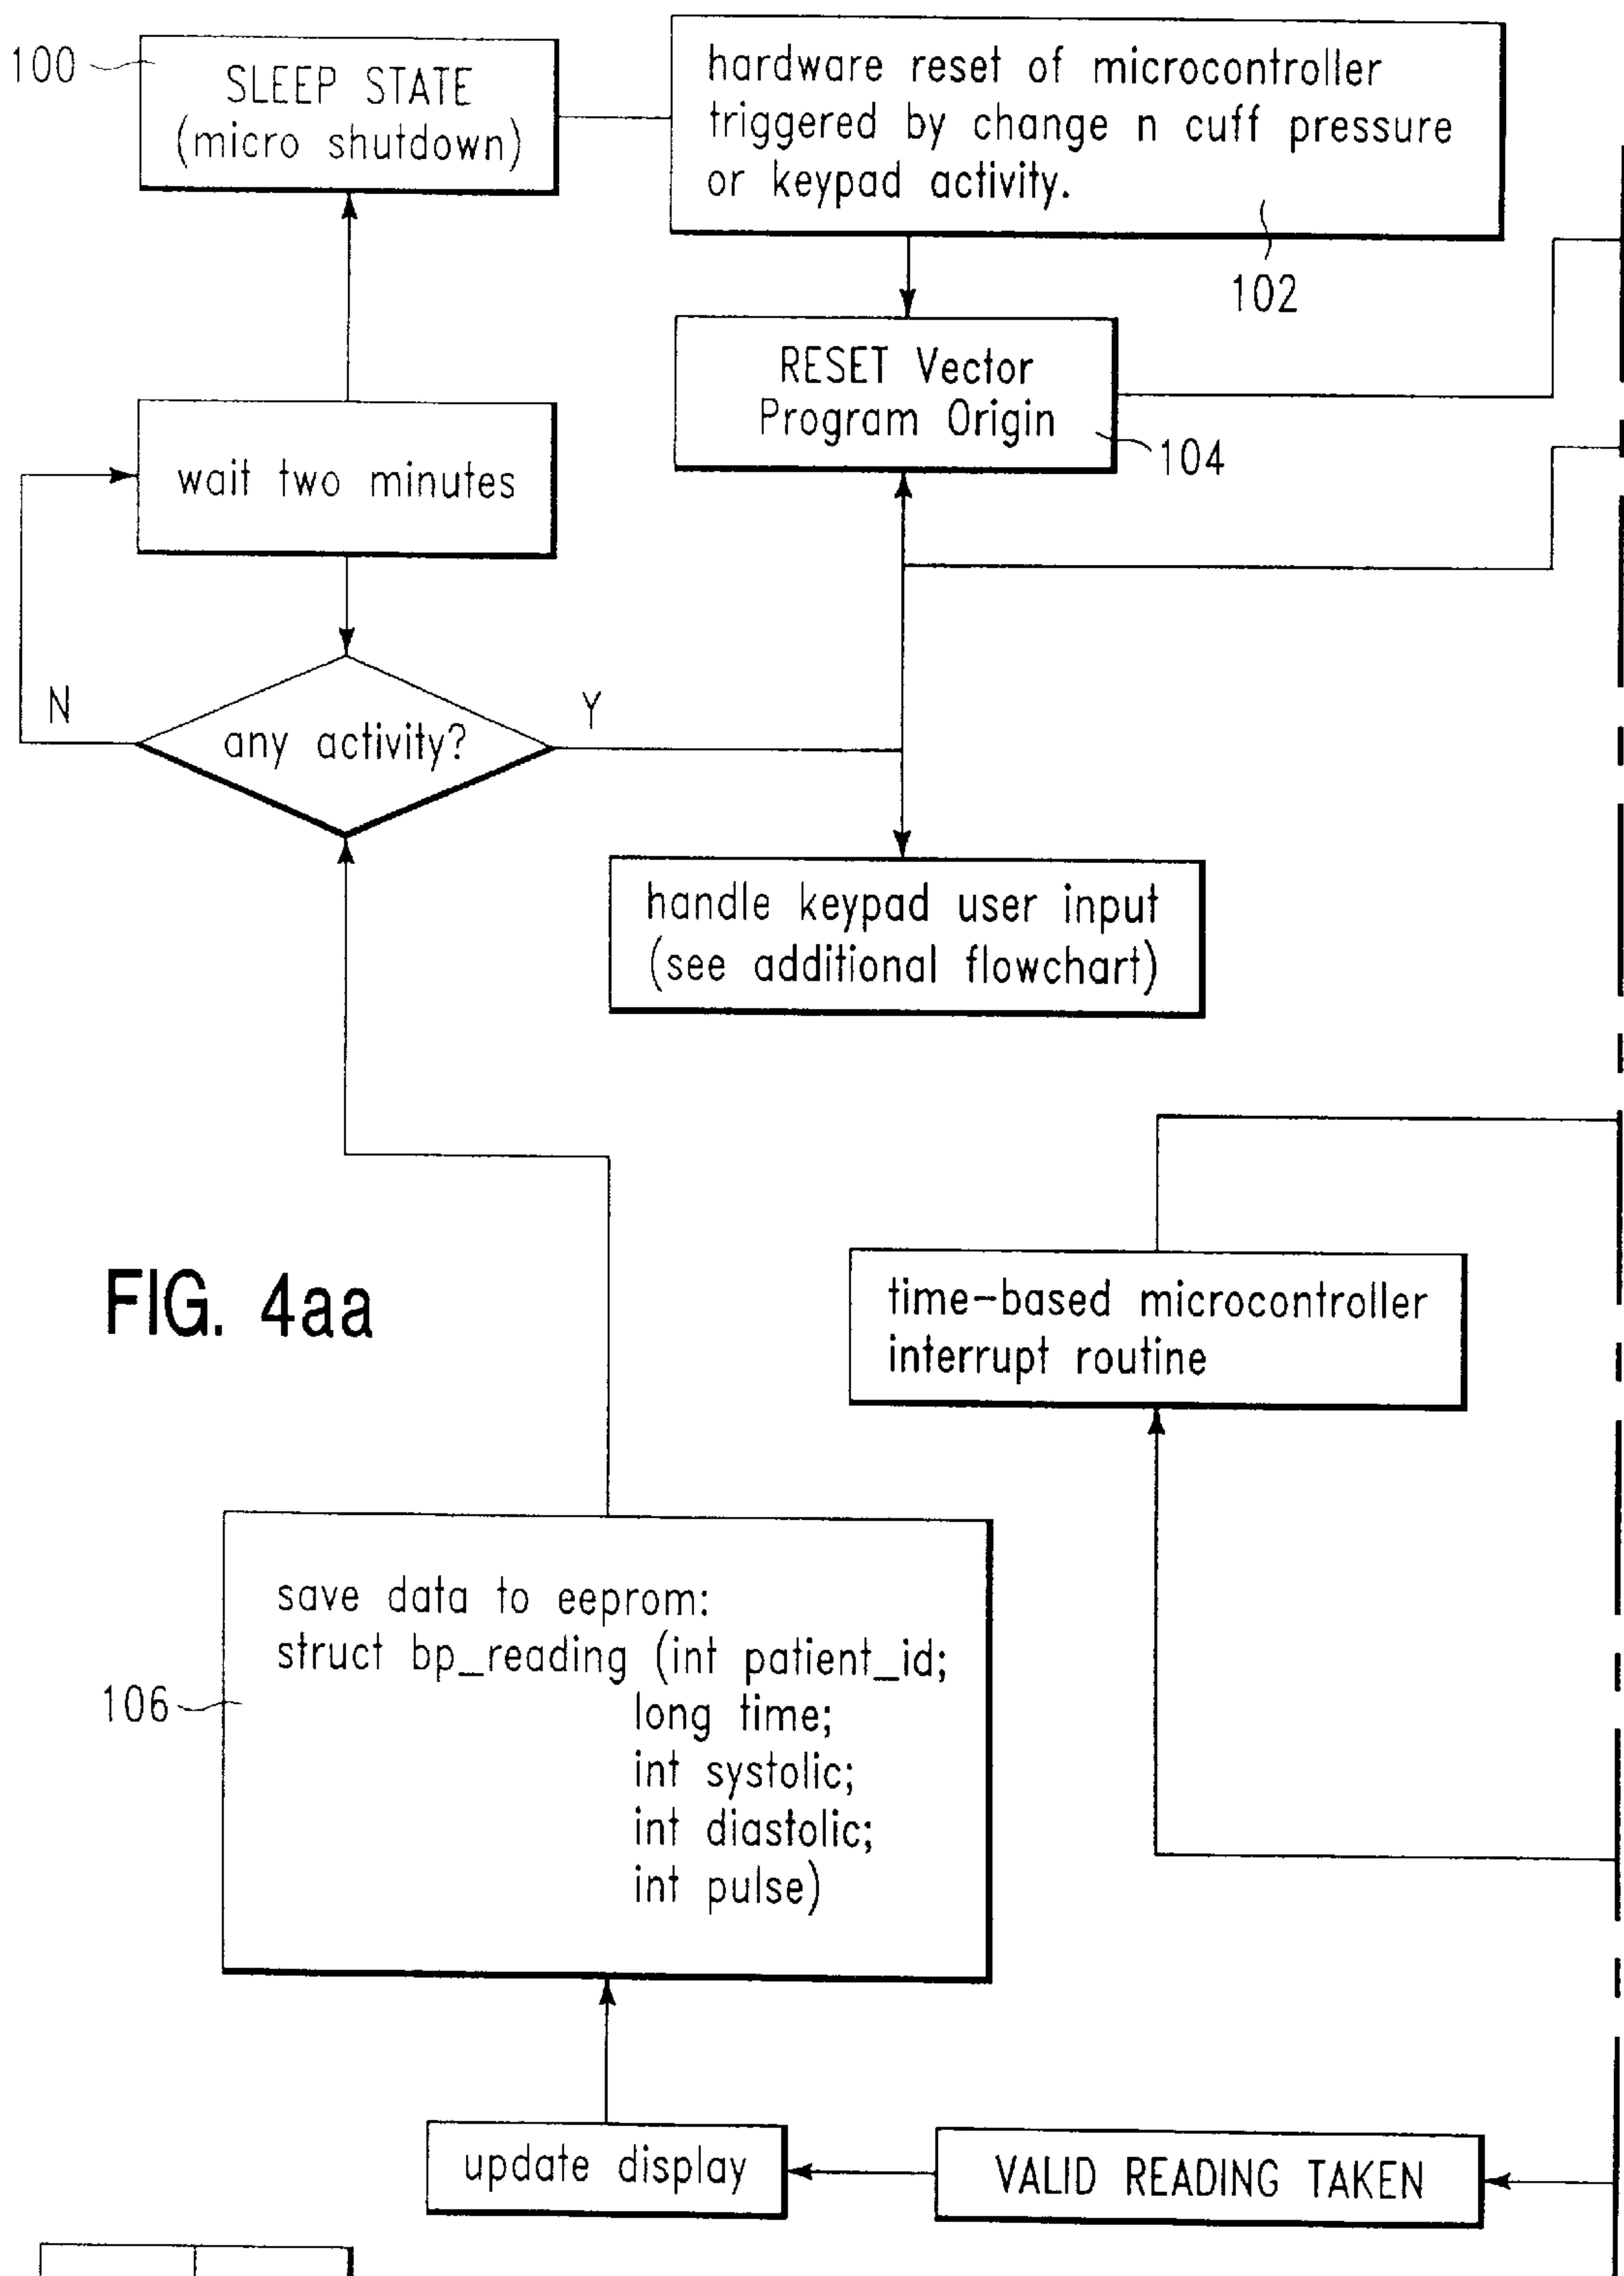 100
SLEEP STATE
(micro shutdown)
hardware reset of microcontroller
triggered by change n cuff pressure
or keypad activity.
102
RESET Vector
Program Origin
104
wait two minutes
N
any activity?
Y
handle keypad user input
(see additional flowchart)
FIG. 4aa
time-based microcontroller
interrupt routine
106
save data to eeprom:
struct bp_reading (int patient_id;
long time;
int systolic;
int diastolic;
int pulse)
update display
VALID READING TAKEN